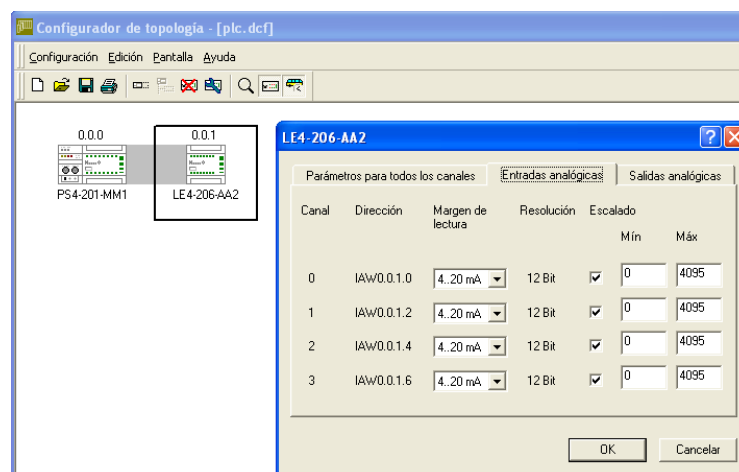 Configurador de topología - [plc.dcf]
Configuración Edición Pantalla Ayuda
0.0.0
0.0.1
PS4-201-MM1
LE4-206-AA2
LE4-206-AA2
Parámetros para todos los canales Entradas analógicas Salidas analógicas
Canal Dirección Margen de lectura Resolución Escalado
Mín Máx
0 IAW0.0.1.0 4..20 mA 12 Bit 0 4095
1 IAW0.0.1.2 4..20 mA 12 Bit 0 4095
2 IAW0.0.1.4 4..20 mA 12 Bit 0 4095
3 IAW0.0.1.6 4..20 mA 12 Bit 0 4095
OK Cancelar